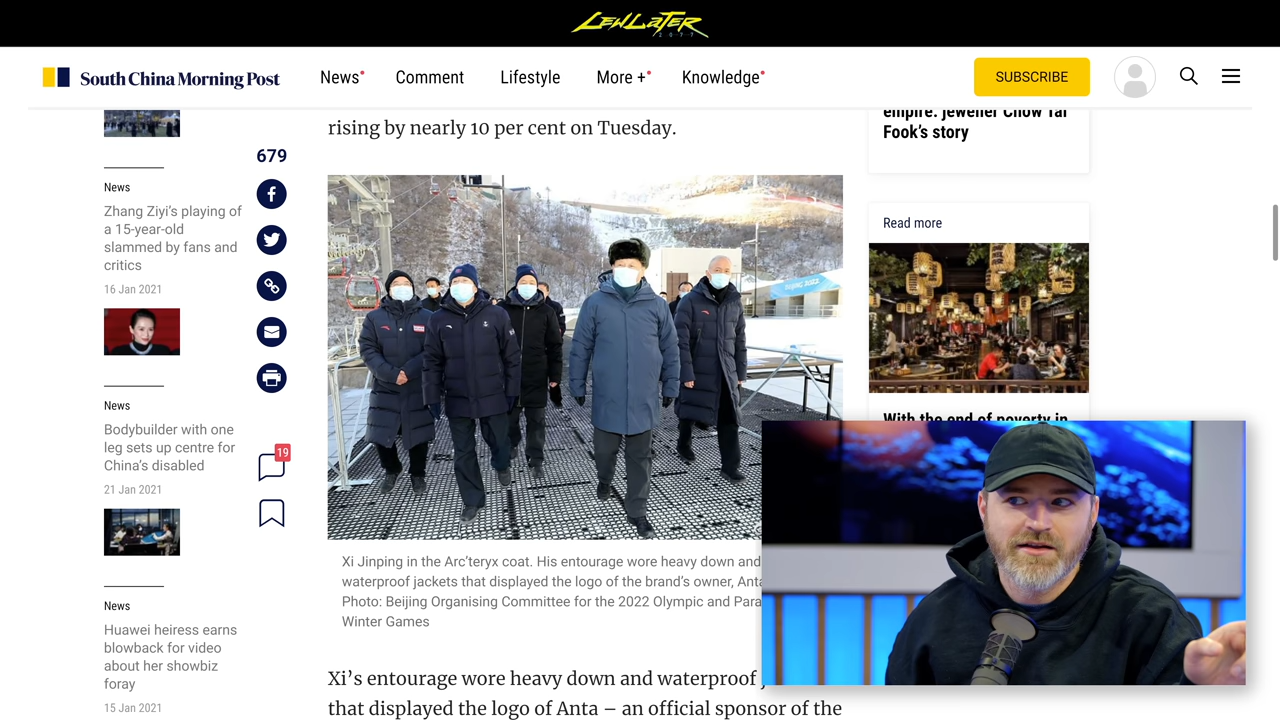 LEWLATER
2077
South China Morning Post
News
Comment
Lifestyle
More +
Knowledge
SUBSCRIBE
rising by nearly 10 per cent on Tuesday.
679
News
Zhang Ziyi's playing of
a 15-year-old
slammed by fans and
critics
16 Jan 2021
News
Bodybuilder with one
leg sets up centre for
China's disabled
21 Jan 2021
19
News
Huawei heiress earns
blowback for video
about her showbiz
foray
15 Jan 2021
Xi Jinping in the Arc'teryx coat. His entourage wore heavy down and
waterproof jackets that displayed the logo of the brand's owner, Anta
Photo: Beijing Organising Committee for the 2022 Olympic and Para
Winter Games
Xi's entourage wore heavy down and waterproof
that displayed the logo of Anta – an official sponsor of the
empire: jeweller Chow Tai
Fook's story
Read more
With the end of poverty in